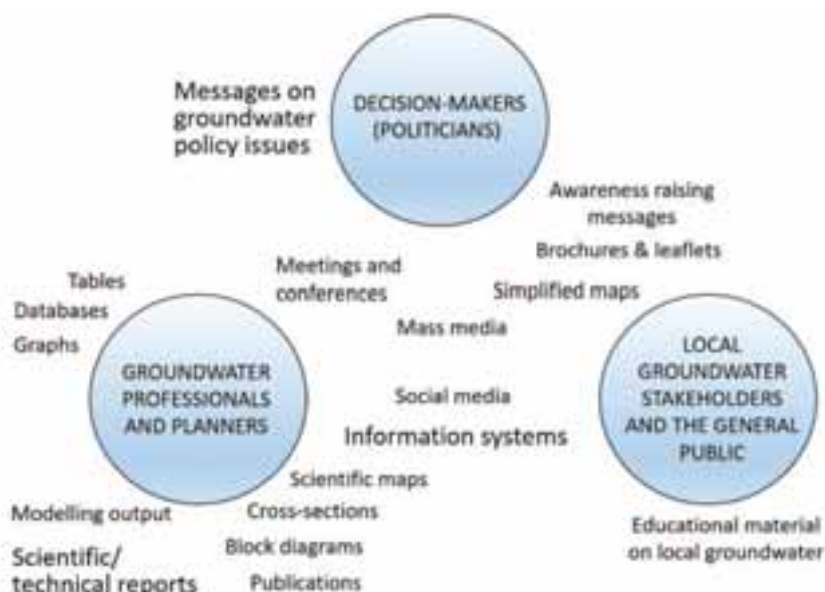 Messages on
groundwater
policy issues
DECISION-MAKERS
(POLITICIANS)
Awareness raising
messages
Brochures & leaflets
Simplified maps
Meetings and
conferences
Mass media
Tables
Databases
Graphs
GROUNDWATER
PROFESSIONALS
AND PLANNERS
LOCAL
GROUNDWATER
STAKEHOLDERS
AND THE GENERAL
PUBLIC
Social media
Information systems
Scientific maps
Cross-sections
Block diagrams
Publications
Modelling output
Scientific/
technical reports
Educational material
on local groundwater